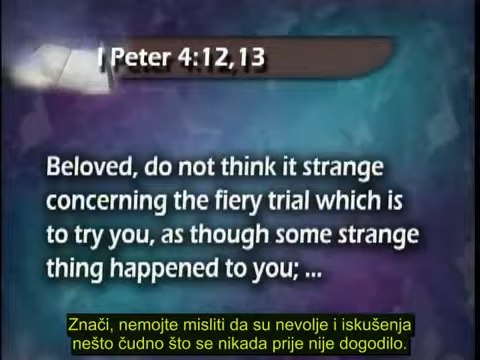 I Peter 4:12,13
Beloved, do not think it strange
concerning the fiery trial which is
to try you, as though some strange
thing happened to you; ...
Znači, nemojte misliti da su nevolje i iskušenja
nešto čudno što se nikada prije nije dogodilo.